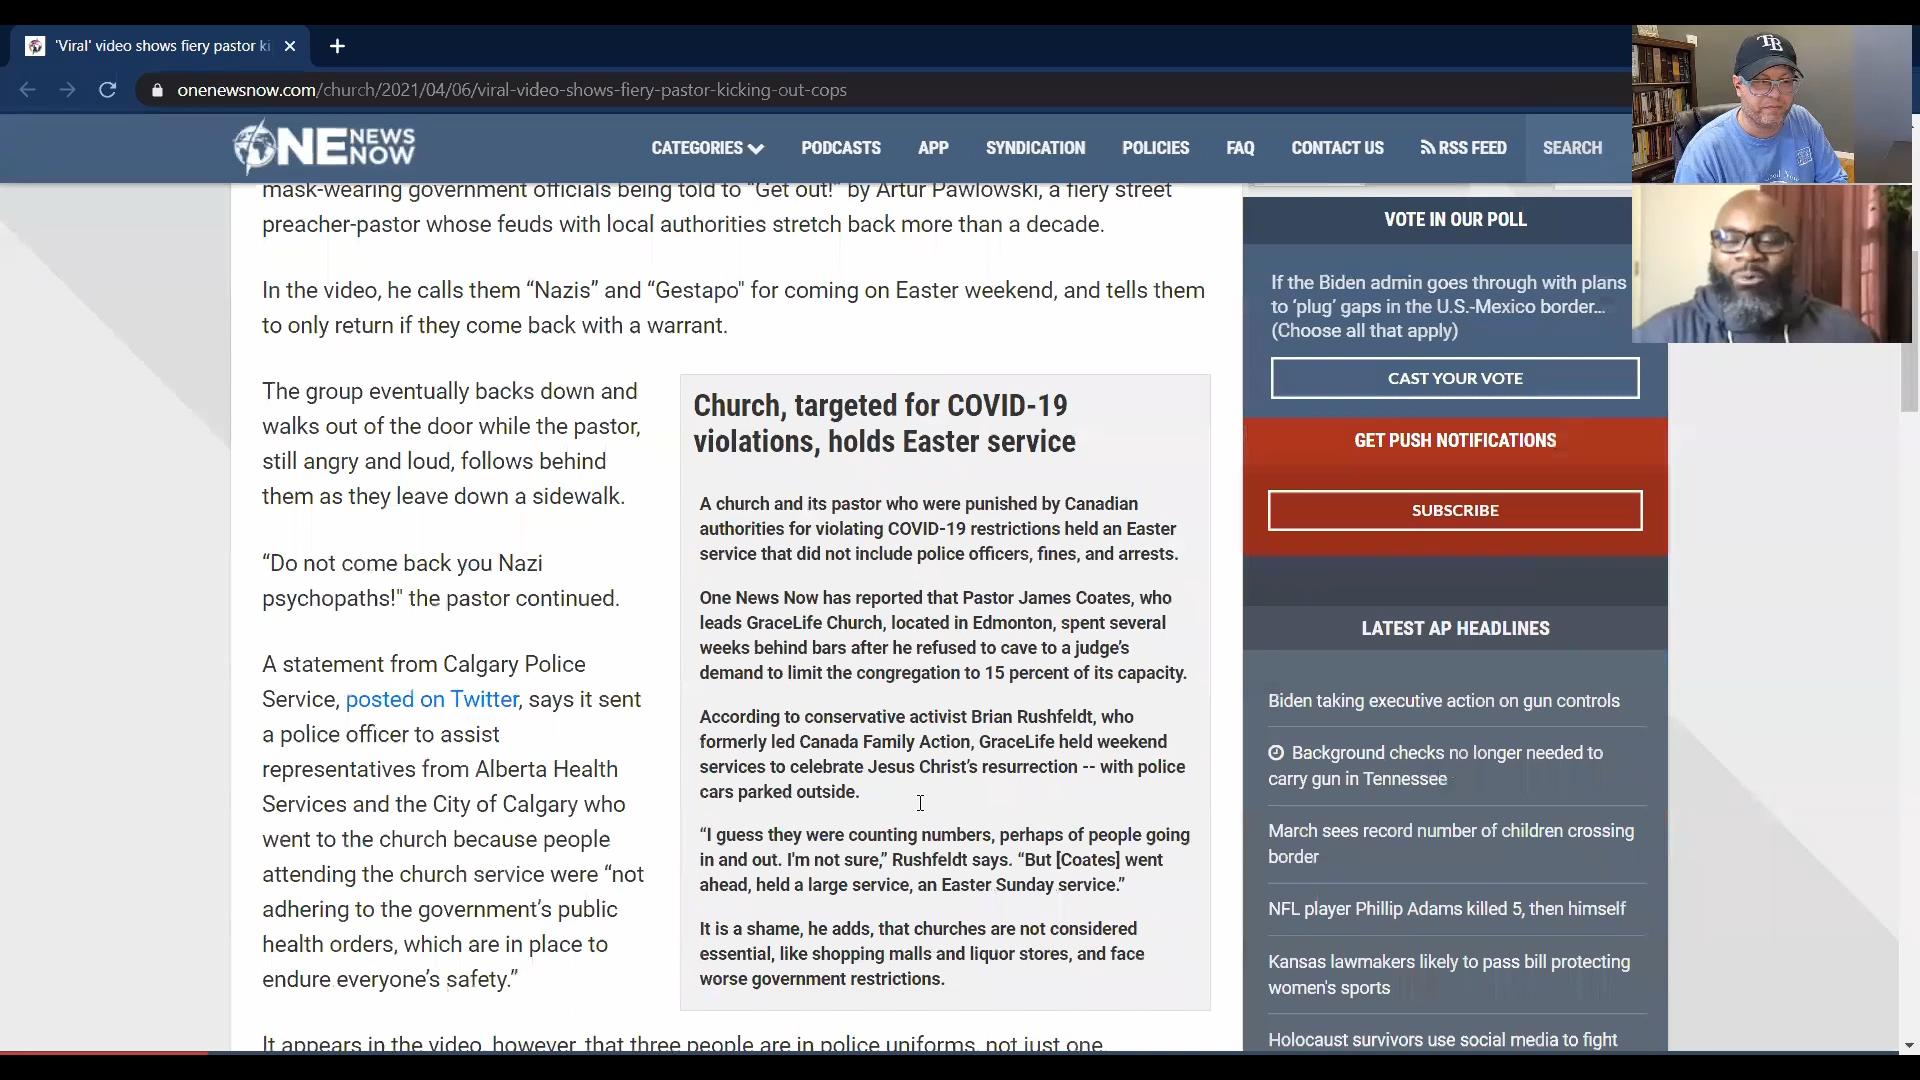 'Viral' video shows fiery pastor ki
onenewsnow.com/church/2021/04/06/viral-video-shows-fiery-pastor-kicking-out-cops
ONE NEWS NOW
CATEGORIES
PODCASTS
APP
SYNDICATION
POLICIES
FAQ
CONTACT US
RSS FEED
SEARCH
TB
mask-wearing government officials being told to “Get out!” by Artur Pawlowski, a fiery street
preacher-pastor whose feuds with local authorities stretch back more than a decade.
In the video, he calls them “Nazis” and “Gestapo" for coming on Easter weekend, and tells them
to only return if they come back with a warrant.
The group eventually backs down and
walks out of the door while the pastor,
still angry and loud, follows behind
them as they leave down a sidewalk.
“Do not come back you Nazi
psychopaths!" the pastor continued.
A statement from Calgary Police
Service, posted on Twitter, says it sent
a police officer to assist
representatives from Alberta Health
Services and the City of Calgary who
went to the church because people
attending the church service were “not
adhering to the government’s public
health orders, which are in place to
endure everyone’s safety.”
It appears in the video, however, that three people are in police uniforms, not just one.
Church, targeted for COVID-19
violations, holds Easter service
A church and its pastor who were punished by Canadian
authorities for violating COVID-19 restrictions held an Easter
service that did not include police officers, fines, and arrests.
One News Now has reported that Pastor James Coates, who
leads GraceLife Church, located in Edmonton, spent several
weeks behind bars after he refused to cave to a judge’s
demand to limit the congregation to 15 percent of its capacity.
According to conservative activist Brian Rushfeldt, who
formerly led Canada Family Action, GraceLife held weekend
services to celebrate Jesus Christ’s resurrection -- with police
cars parked outside.
“I guess they were counting numbers, perhaps of people going
in and out. I'm not sure,” Rushfeldt says. “But [Coates] went
ahead, held a large service, an Easter Sunday service.”
It is a shame, he adds, that churches are not considered
essential, like shopping malls and liquor stores, and face
worse government restrictions.
VOTE IN OUR POLL
If the Biden admin goes through with plans
to ‘plug’ gaps in the U.S.-Mexico border...
(Choose all that apply)
CAST YOUR VOTE
GET PUSH NOTIFICATIONS
SUBSCRIBE
LATEST AP HEADLINES
Biden taking executive action on gun controls
Background checks no longer needed to
carry gun in Tennessee
March sees record number of children crossing
border
NFL player Phillip Adams killed 5, then himself
Kansas lawmakers likely to pass bill protecting
women's sports
Holocaust survivors use social media to fight